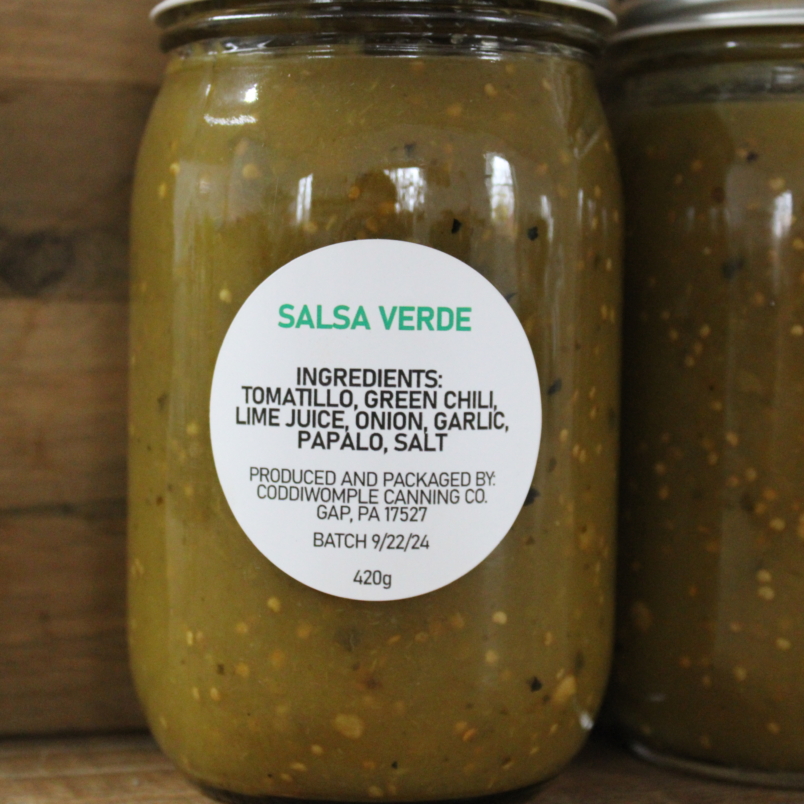 SALSA VERDE
INGREDIENTS:
TOMATILLO, GREEN CHILI,
LIME JUICE, ONION, GARLIC,
PAPALO, SALT
PRODUCED AND PACKAGED BY:
CODDIWOMPLE CANNING CO.
GAP, PA 17527
BATCH 9/22/24
420g